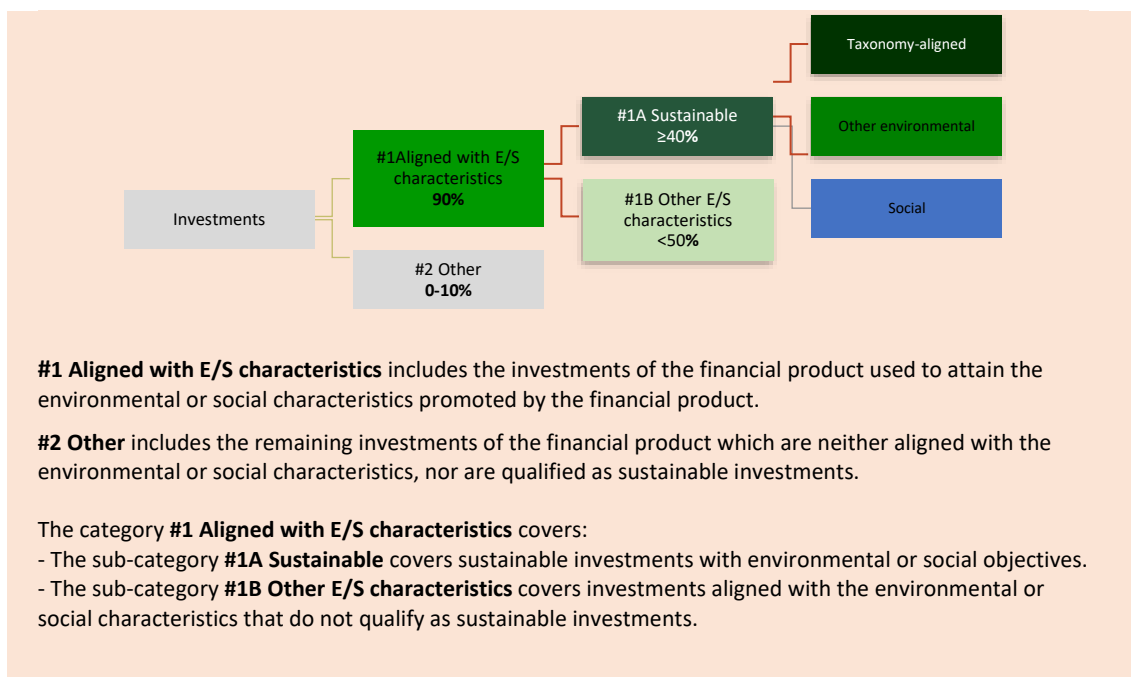 Taxonomy-aligned
#1A Sustainable
≥40%
Other environmental
#1Aligned with E/S
characteristics
90%
#1B Other E/S
characteristics
<50%
Investments
Social
#2 Other
0-10%
#1 Aligned with E/S characteristics includes the investments of the financial product used to attain the
environmental or social characteristics promoted by the financial product.
#2 Other includes the remaining investments of the financial product which are neither aligned with the
environmental or social characteristics, nor are qualified as sustainable investments.
The category #1 Aligned with E/S characteristics covers:
- The sub-category #1A Sustainable covers sustainable investments with environmental or social objectives.
- The sub-category #1B Other E/S characteristics covers investments aligned with the environmental or
social characteristics that do not qualify as sustainable investments.